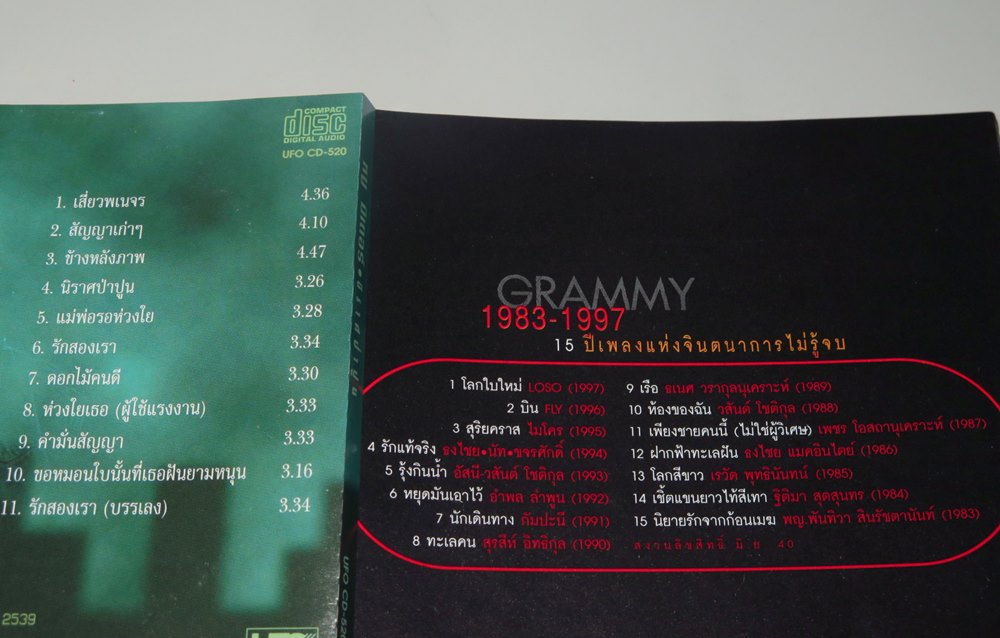 COMPACT
disc
DIGITAL AUDIO
UFO CD-520
1. เสี่ยวพเนจร 4.36
2. สัญญาเก่าๆ 4.10
3. ข้างหลังภาพ 4.47
4. นิราศป่าปูน 3.26
5. แม่พ่อรอห่วงใย 3.28
6. รักสองเรา 3.34
7. ดอกไม้คนดี 3.30
8. ห่วงใยเธอ (ผู้ใช้แรงงาน) 3.33
9. คำมั่นสัญญา 3.33
10. ขอหมอนใบนั้นที่เธอฝันยามหนุน 3.16
11. รักสองเรา (บรรเลง) 3.34
2539
UFO CD-520
GRAMMY
1983-1997
15 ปีเพลงแห่งจินตนาการไม่รู้จบ
1 โลกใบใหม่ LOSO (1997)
2 บิน FLY (1996)
3 สุริยคราส ไมโคร (1995)
4 รักแท้จริง ธงไชย•นัท•ขจรศักดิ์ (1994)
5 รุ้งกินน้ำ อัสนี-วสันต์ โชติกุล (1993)
6 หยุดมันเอาไว้ อำพล ลำพูน (1992)
7 นักเดินทาง กัมปะนี (1991)
8 ทะเลคน สุรสีห์ อิทธิกุล (1990)
9 เรือ ธเนศ วรากุลนุเคราะห์ (1989)
10 ห้องของฉัน วสันต์ โชติกุล (1988)
11 เพียงชายคนนี้ (ไม่ใช่ผู้วิเศษ) เพชร โอสถานุเคราะห์ (1987)
12 ฝากฟ้าทะเลฝัน ธงไชย แมคอินไตย์ (1986)
13 โลกสีขาว เรวัต พุทธินันทน์ (1985)
14 เชิ้ตแขนยาวไท้สีเทา ฐิติมา สุตสุนทร (1984)
15 นิยายรักจากก้อนเมฆ พญ.พันทิวา สินรัชตานันท์ (1983)
สงวนลิขสิทธิ์ มิ.ย 40